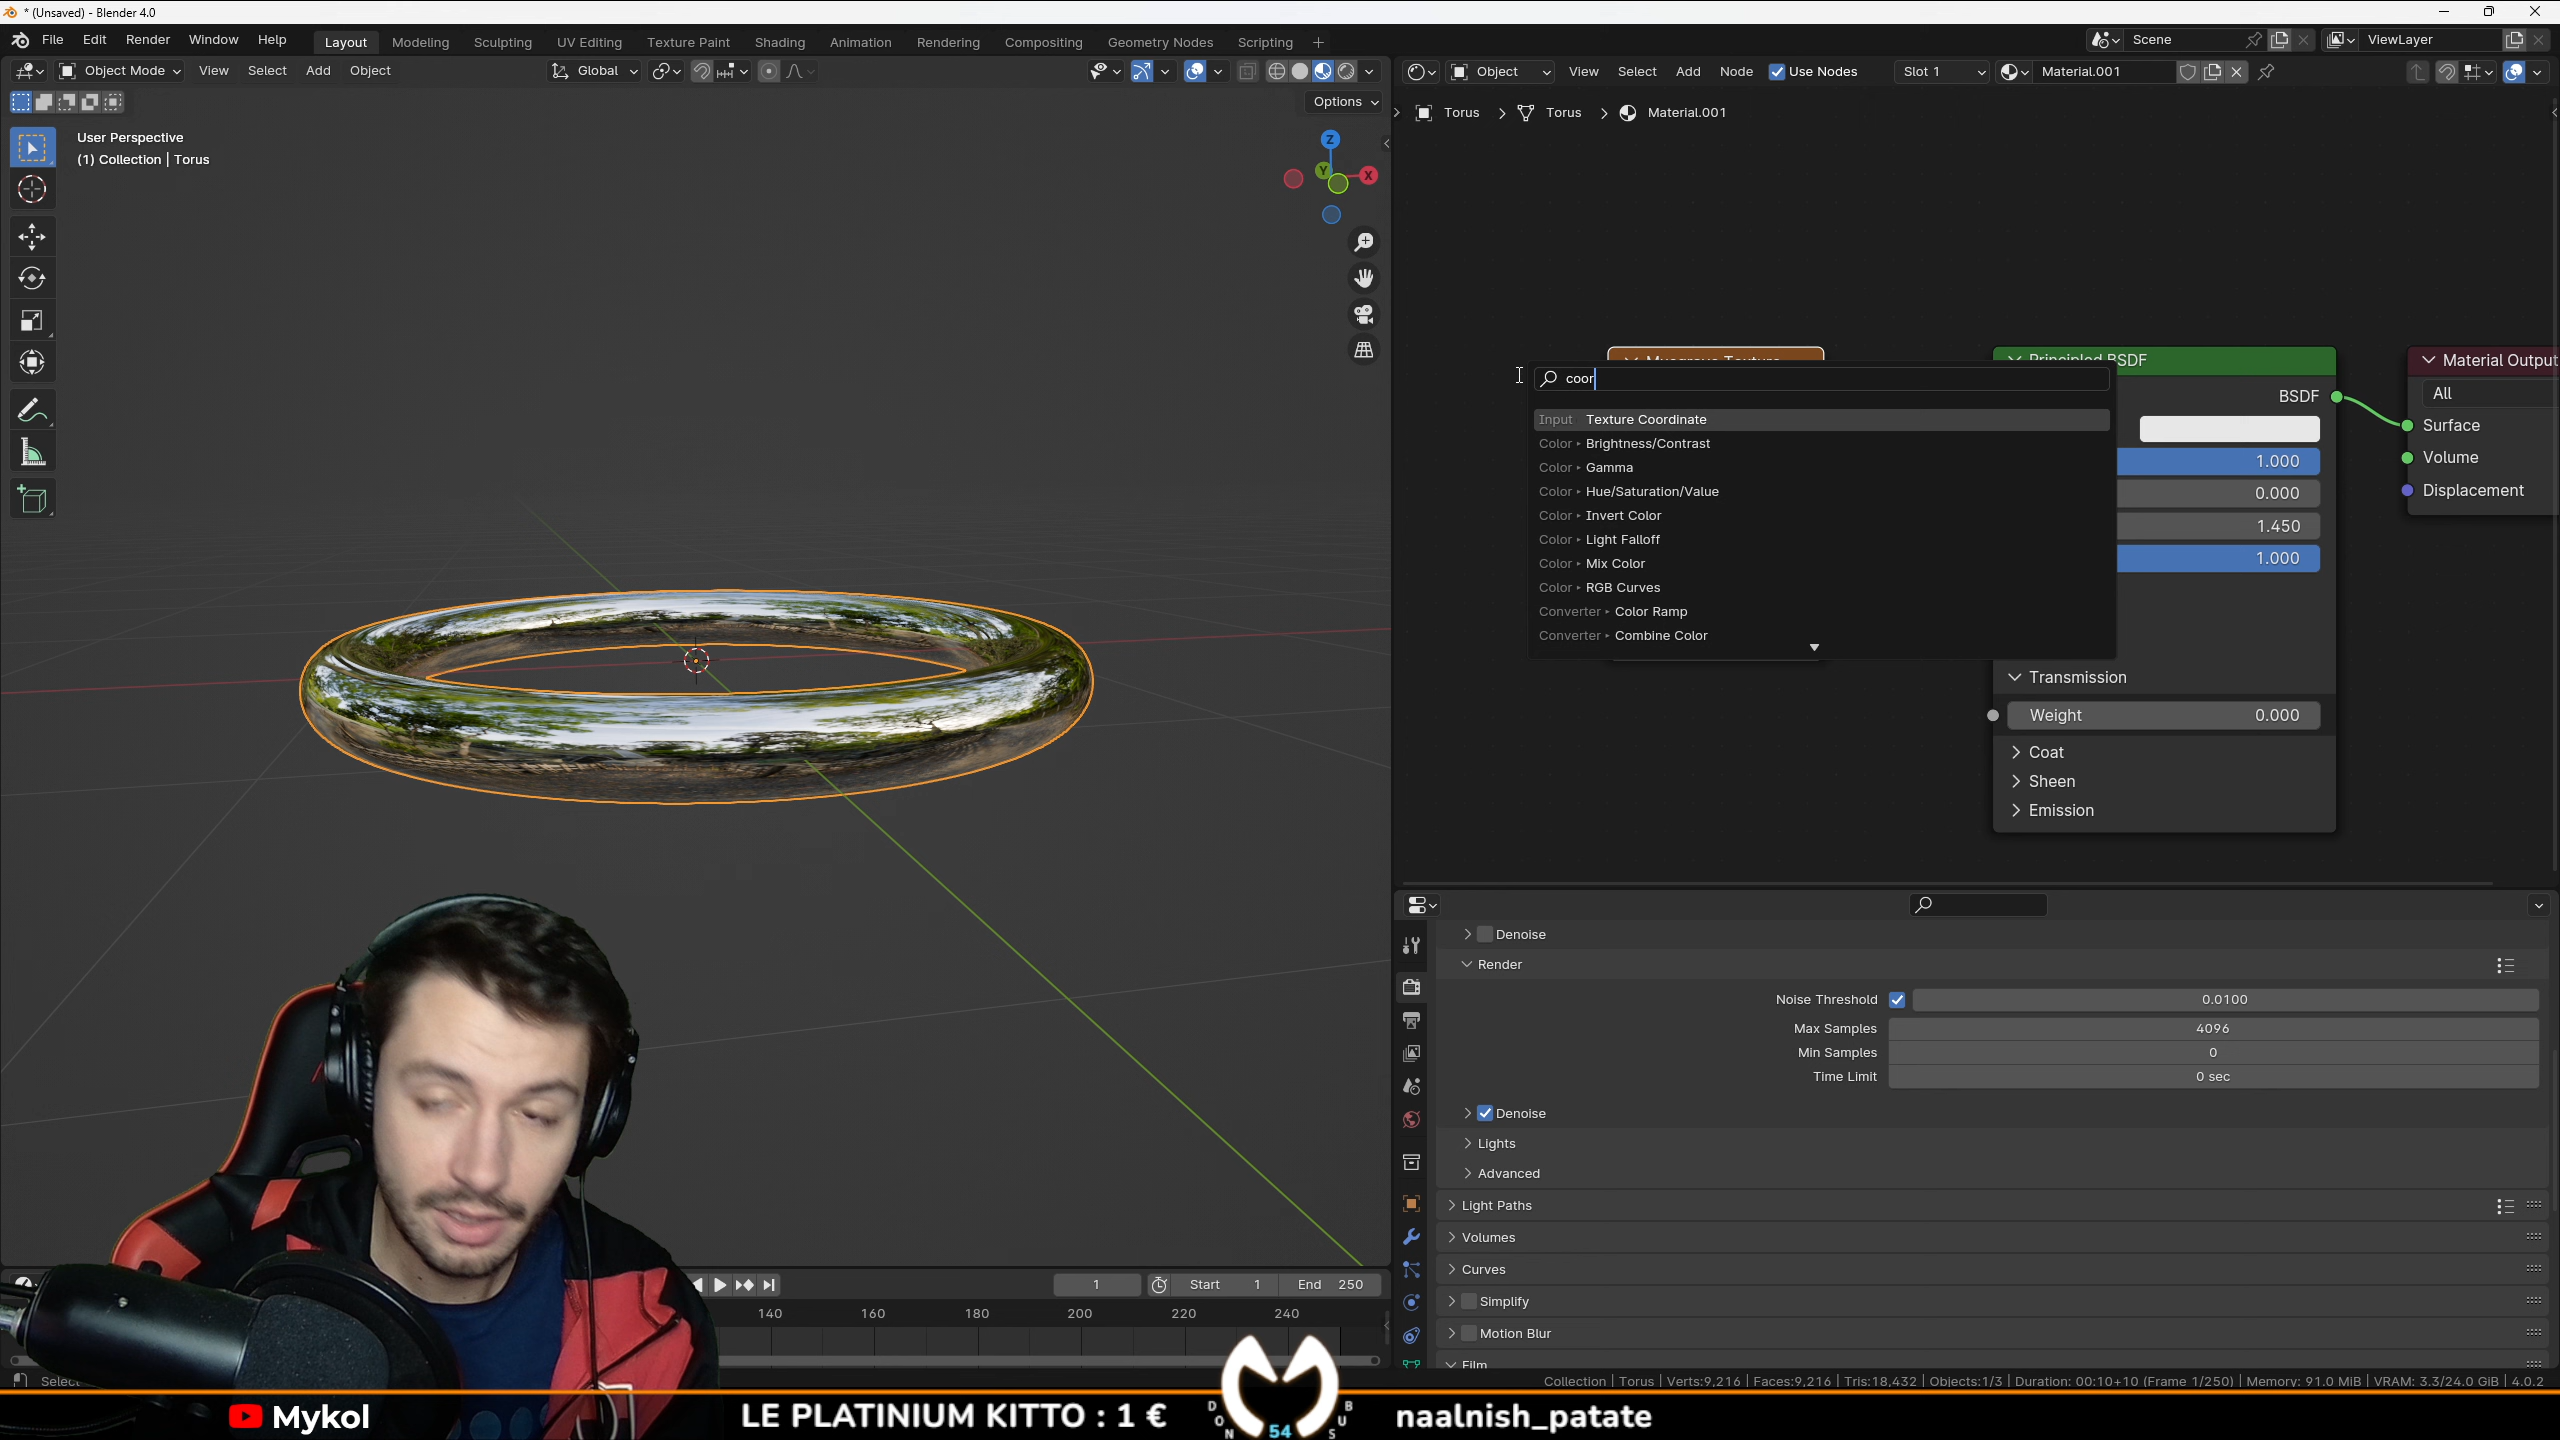 * (Unsaved) - Blender 4.0
File Edit Render Window Help Layout Modeling Sculpting UV Editing Texture Paint Shading Animation Rendering Compositing Geometry Nodes Scripting + Scene ViewLayer
Object Mode View Select Add Object Global
Options
User Perspective
(1) Collection | Torus
Z
Y
X
Object View Select Add Node Use Nodes Slot 1 Material.001
Torus Torus Material.001
Musgrave Texture
Principled BSDF
Material Output
coor
BSDF
All
Input Texture Coordinate
Surface
Color ▸ Brightness/Contrast
Volume
1.000
Color ▸ Gamma
Color ▸ Hue/Saturation/Value
0.000
Displacement
Color ▸ Invert Color
1.450
Color ▸ Light Falloff
Color ▸ Mix Color
1.000
Color ▸ RGB Curves
Converter ▸ Color Ramp
Converter ▸ Combine Color
Transmission
Weight 0.000
Coat
Sheen
Emission
Denoise
Render
Noise Threshold 0.0100
Max Samples 4096
Min Samples 0
Time Limit 0 sec
Denoise
Lights
Advanced
Light Paths
Volumes
Curves
Simplify
Motion Blur
Film
1 Start 1 End 250
140 160 180 200 220 240
Select
Collection | Torus | Verts:9,216 | Faces:9,216 | Tris:18,432 | Objects:1/3 | Duration: 00:10+10 (Frame 1/250) | Memory: 91.0 MiB | VRAM: 3.3/24.0 GiB | 4.0.2
Mykol
LE PLATINIUM KITTO : 1 €
DON
54
BUS
naalnish_patate